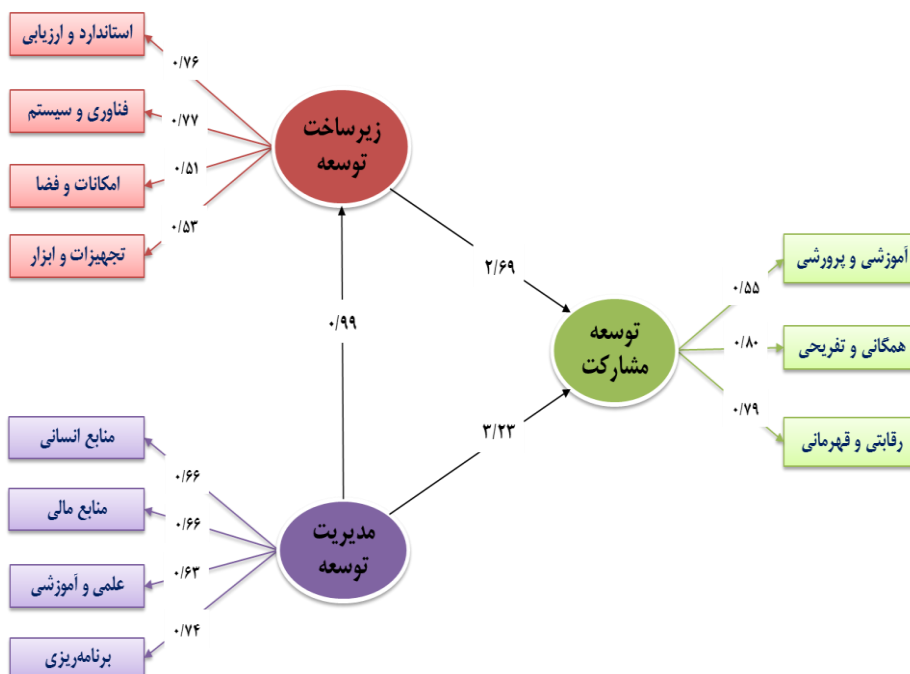 استاندارد و ارزیابی
۰/۷۶
فناوری و سیستم
۰/۷۷
امکانات و فضا
۰/۵۱
تجهیزات و ابزار
۰/۵۳
زیرساخت
توسعه
۲/۶۹
۰/۹۹
آموزشی و پرورشی
۰/۵۵
همگانی و تفریحی
۰/۸۰
رقابتی و قهرمانی
۰/۷۹
توسعه
مشارکت
۳/۲۳
منابع انسانی
۰/۶۶
منابع مالی
۰/۶۶
علمی و آموزشی
۰/۶۳
برنامه‌ریزی
۰/۷۴
مدیریت
توسعه